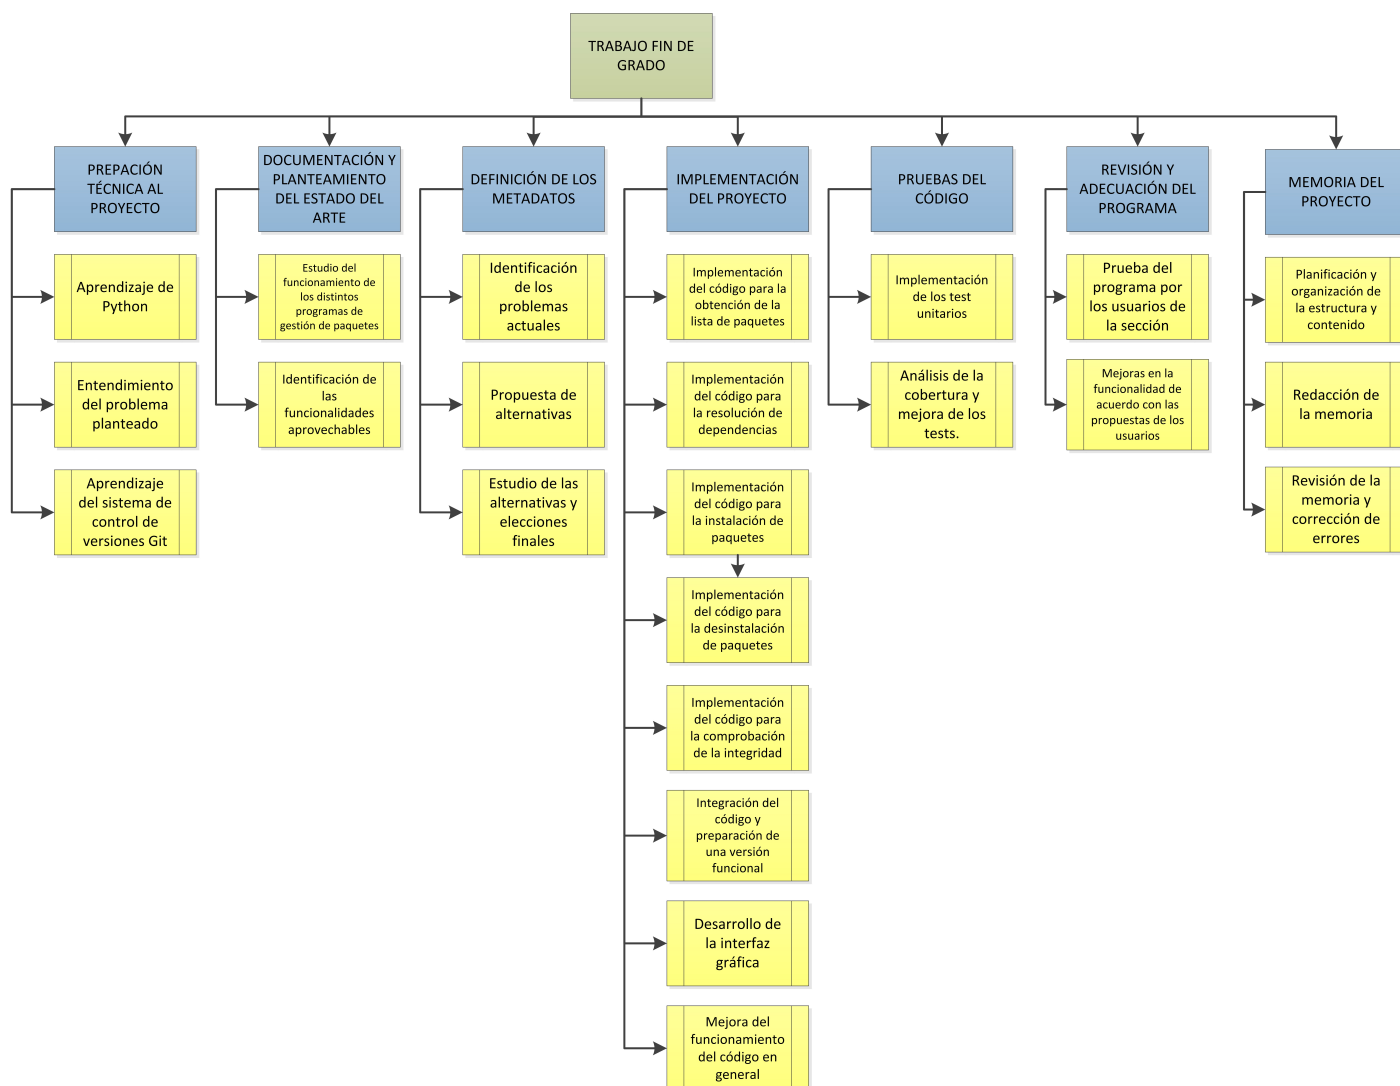 TRABAJO FIN DE
GRADO
PREPACIÓN
TÉCNICA AL
PROYECTO
Aprendizaje de
Python
Entendimiento
del problema
planteado
Aprendizaje
del sistema de
control de
versiones Git
DOCUMENTACIÓN Y
PLANTEAMIENTO
DEL ESTADO DEL
ARTE
Estudio del
funcionamiento de
los distintos
programas de
gestión de paquetes
Identificación de
las
funcionalidades
aprovechables
DEFINICIÓN DE LOS
METADATOS
Identificación
de los
problemas
actuales
Propuesta de
alternativas
Estudio de las
alternativas y
elecciones
finales
IMPLEMENTACIÓN
DEL PROYECTO
Implementación
del código para la
obtención de la
lista de paquetes
Implementación
del código para
la resolución de
dependencias
Implementación
del código para
la instalación de
paquetes
Implementación
del código para
la desinstalación
de paquetes
Implementación
del código para
la comprobación
de la integridad
Integración del
código y
preparación de
una versión
funcional
Desarrollo de
la interfaz
gráfica
Mejora del
funcionamiento
del código en
general
PRUEBAS DEL
CÓDIGO
Implementación
de los test
unitarios
Análisis de la
cobertura y
mejora de los
tests.
REVISIÓN Y
ADECUACIÓN DEL
PROGRAMA
Prueba del
programa por
los usuarios de
la sección
Mejoras en la
funcionalidad de
acuerdo con las
propuestas de los
usuarios
MEMORIA DEL
PROYECTO
Planificación y
organización de
la estructura y
contenido
Redacción de
la memoria
Revisión de la
memoria y
corrección de
errores